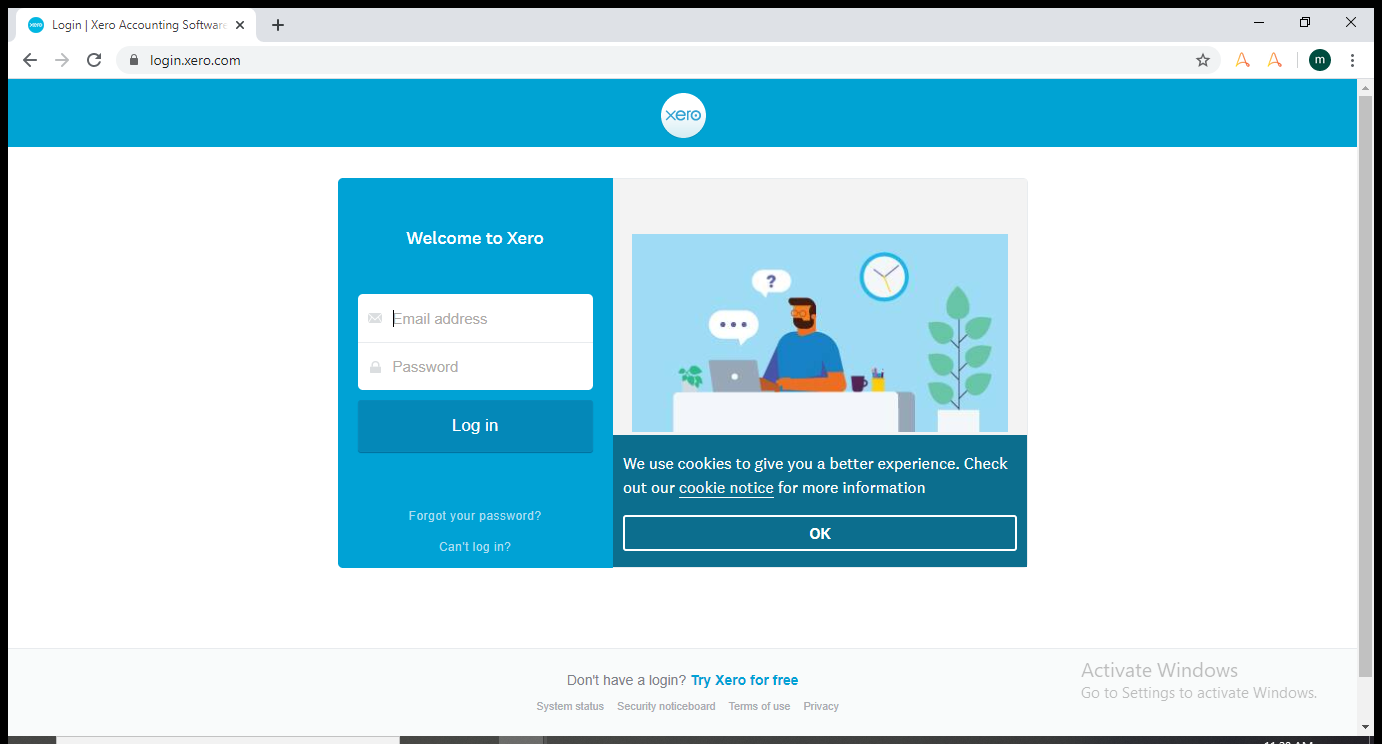 xero
Login | Xero Accounting Software
login.xero.com
m
xero
Welcome to Xero
Email address
Password
Log in
Forgot your password?
Can't log in?
?
We use cookies to give you a better experience. Check
out our cookie notice for more information
OK
Don't have a login? Try Xero for free
System status Security noticeboard Terms of use Privacy
Activate Windows
Go to Settings to activate Windows.